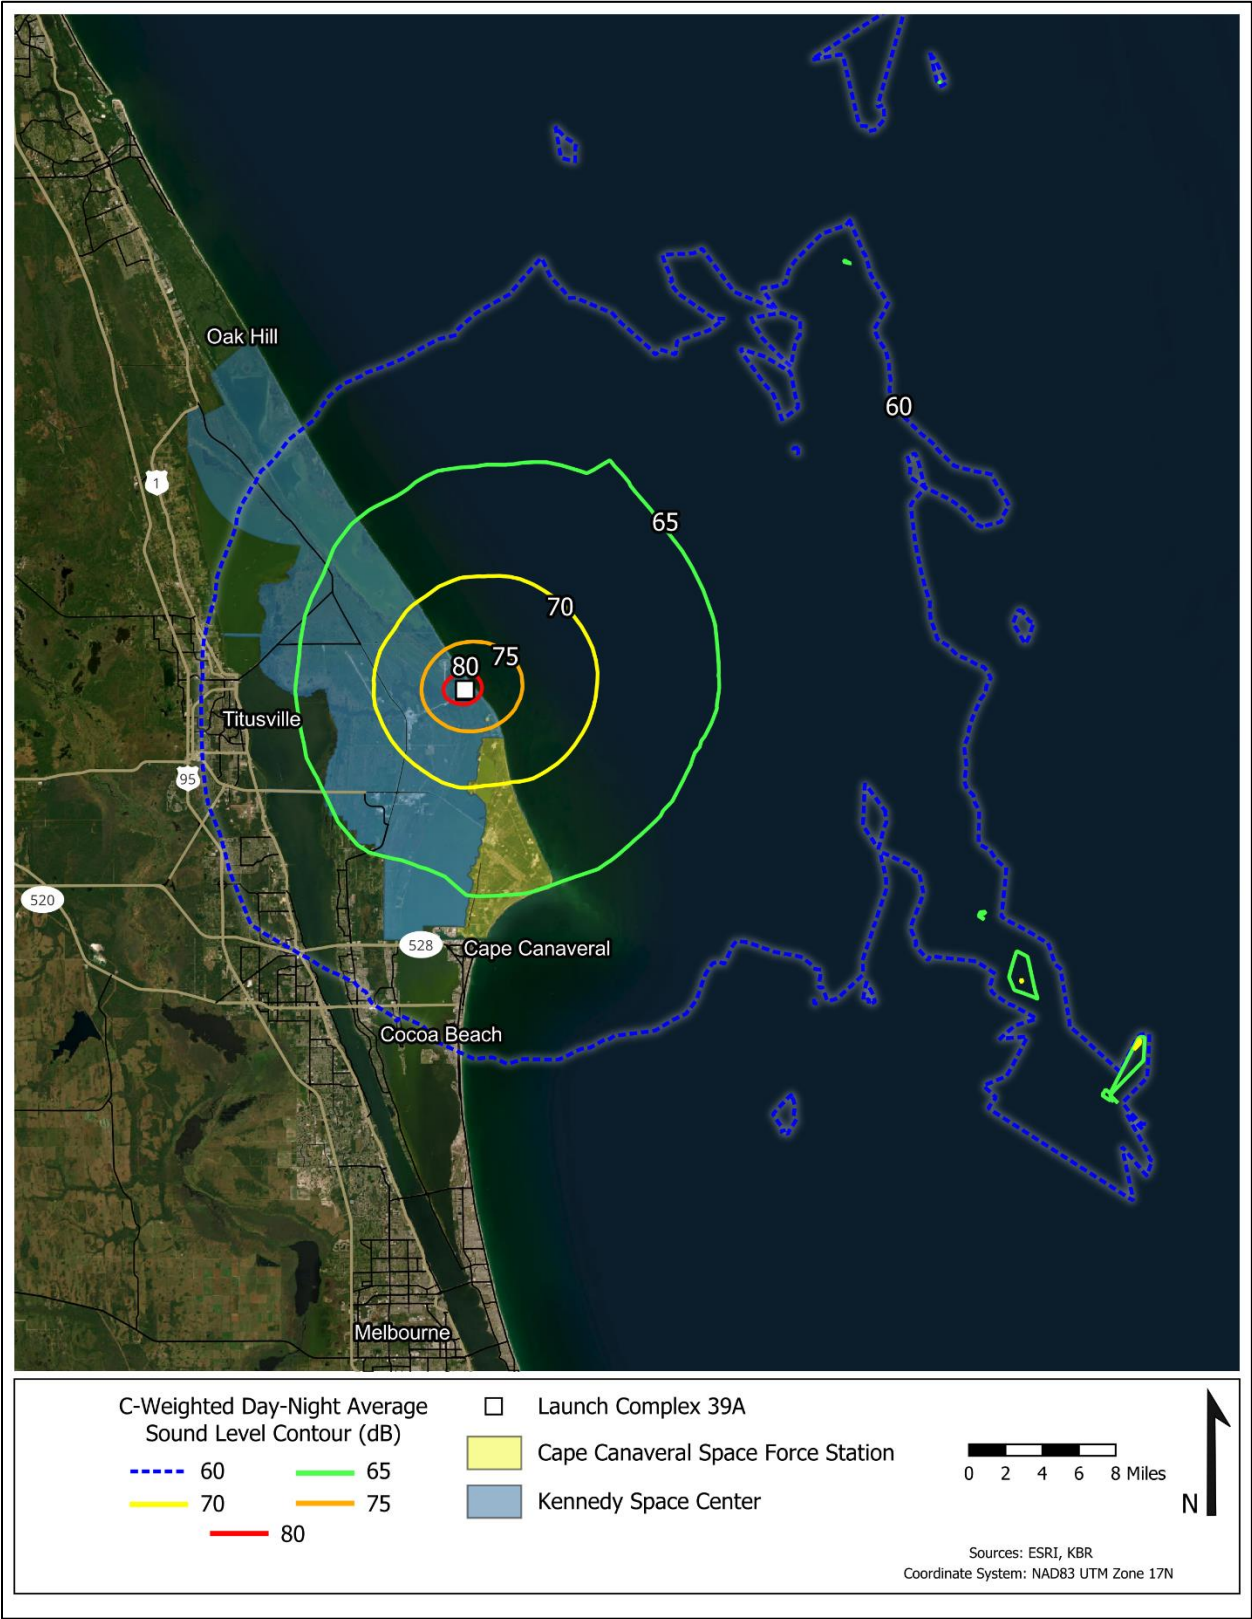 Oak Hill
60
1
65
70
75
80
Titusville
95
520
528
Cape Canaveral
Cocoa Beach
Melbourne
C-Weighted Day-Night Average
Sound Level Contour (dB)
60
65
70
75
80
Launch Complex 39A
Cape Canaveral Space Force Station
Kennedy Space Center
0 2 4 6 8 Miles
N
Sources: ESRI, KBR
Coordinate System: NAD83 UTM Zone 17N